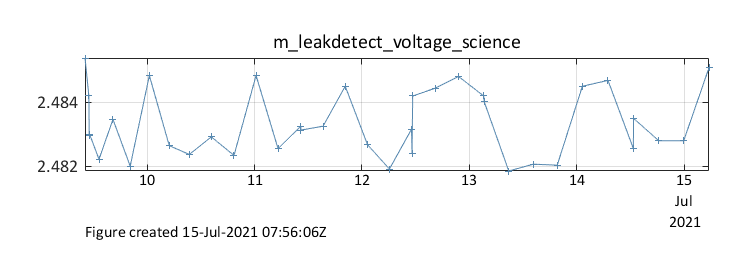 m_leakdetect_voltage_science
2.484
2.482
10 11 12 13 14 15
Jul
2021
Figure created 15-Jul-2021 07:56:06Z